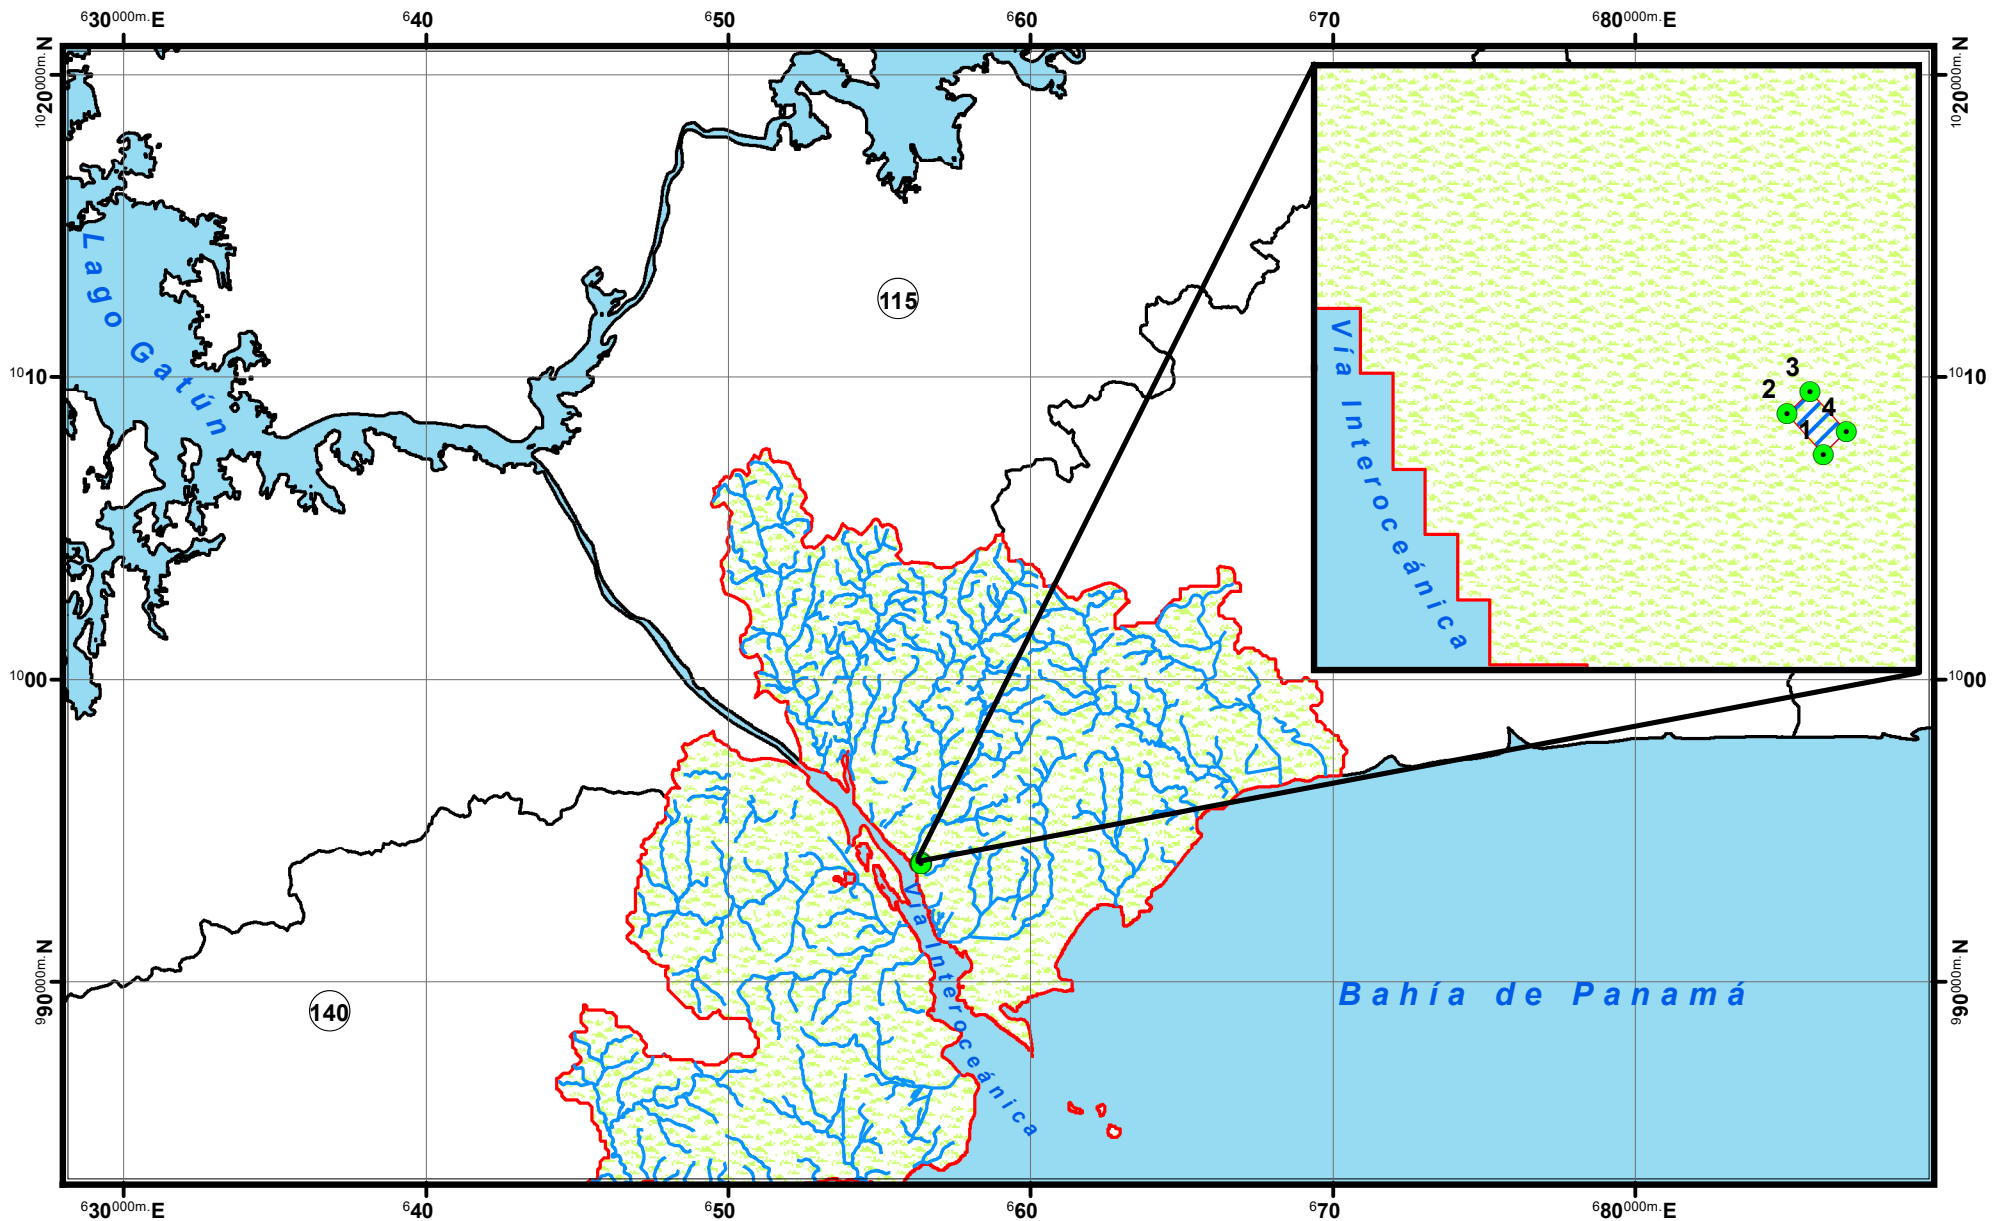 630000m.E 640 650 660 670 680000m.E
1020000m.N
1020000m.N
Lago Gatún
115
Vía Interoceánica
3
2
4
1
1010
1010
1000
1000
Vía Interoceánica
990000m.N
990000m.N
Bahía de Panamá
140
630000m.E 640 650 660 670 680000m.E